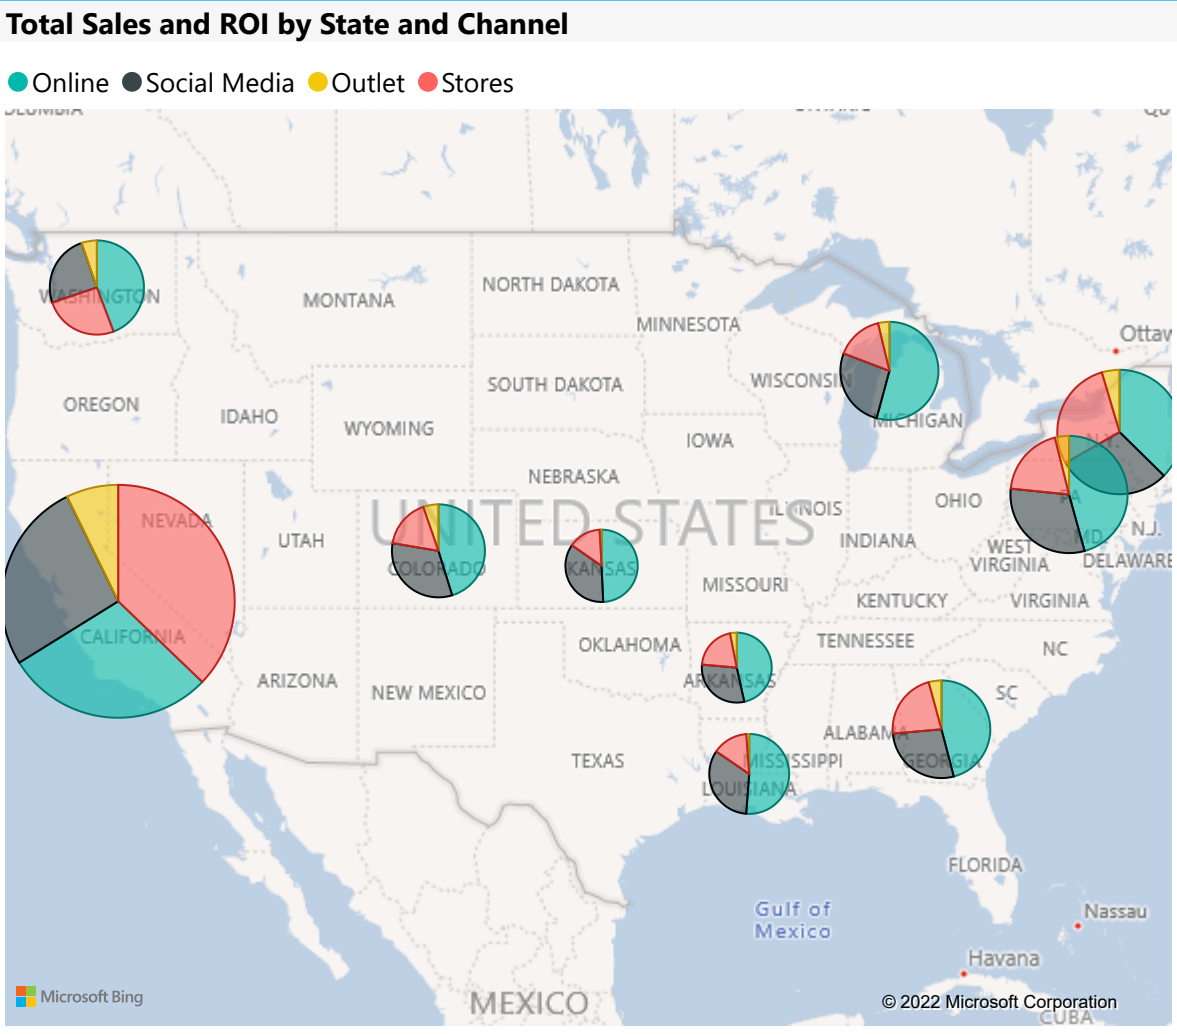 Total Sales and ROI by State and Channel
Online Social Media Outlet Stores
WASHINGTON
MONTANA
NORTH DAKOTA
MINNESOTA
Ottaw
OREGON
IDAHO
WYOMING
SOUTH DAKOTA
WISCONSIN
MICHIGAN
IOWA
N.Y.
NEBRASKA
UNITED STATES
NEVADA
UTAH
COLORADO
KANSAS
ILLINOIS
INDIANA
OHIO
PA
MD
N.J.
WEST
VIRGINIA
DELAWARE
MISSOURI
KENTUCKY
VIRGINIA
CALIFORNIA
OKLAHOMA
TENNESSEE
NC
ARIZONA
NEW MEXICO
ARKANSAS
SC
TEXAS
MISSISSIPPI
ALABAMA
GEORGIA
LOUISIANA
FLORIDA
Gulf of
Mexico
Nassau
Havana
Microsoft Bing
MEXICO
© 2022 Microsoft Corporation
CUBA